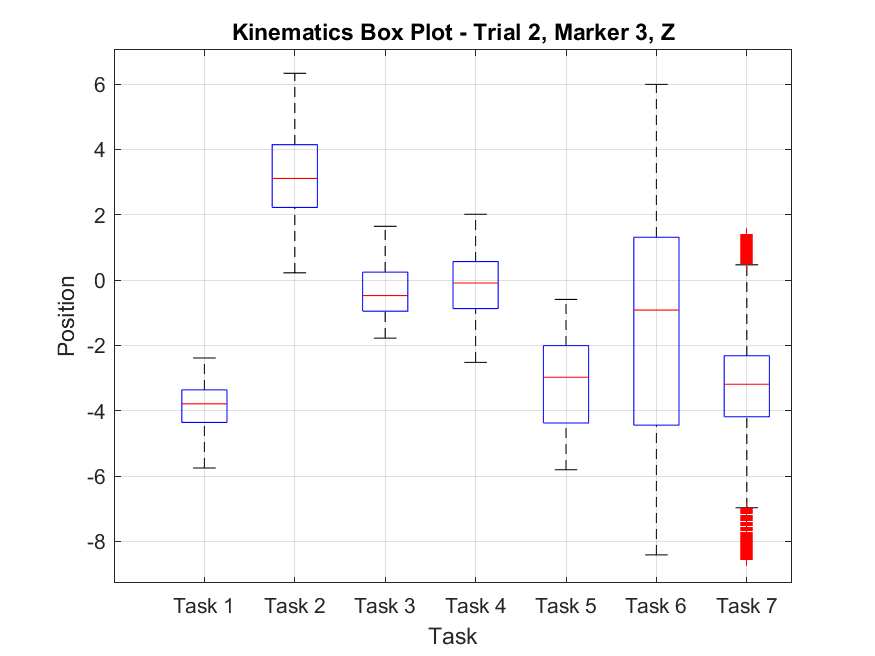 Kinematics Box Plot - Trial 2, Marker 3, Z
6
4
2
0
-2
-4
-6
-8
Position
Task 1 Task 2 Task 3 Task 4 Task 5 Task 6 Task 7
Task